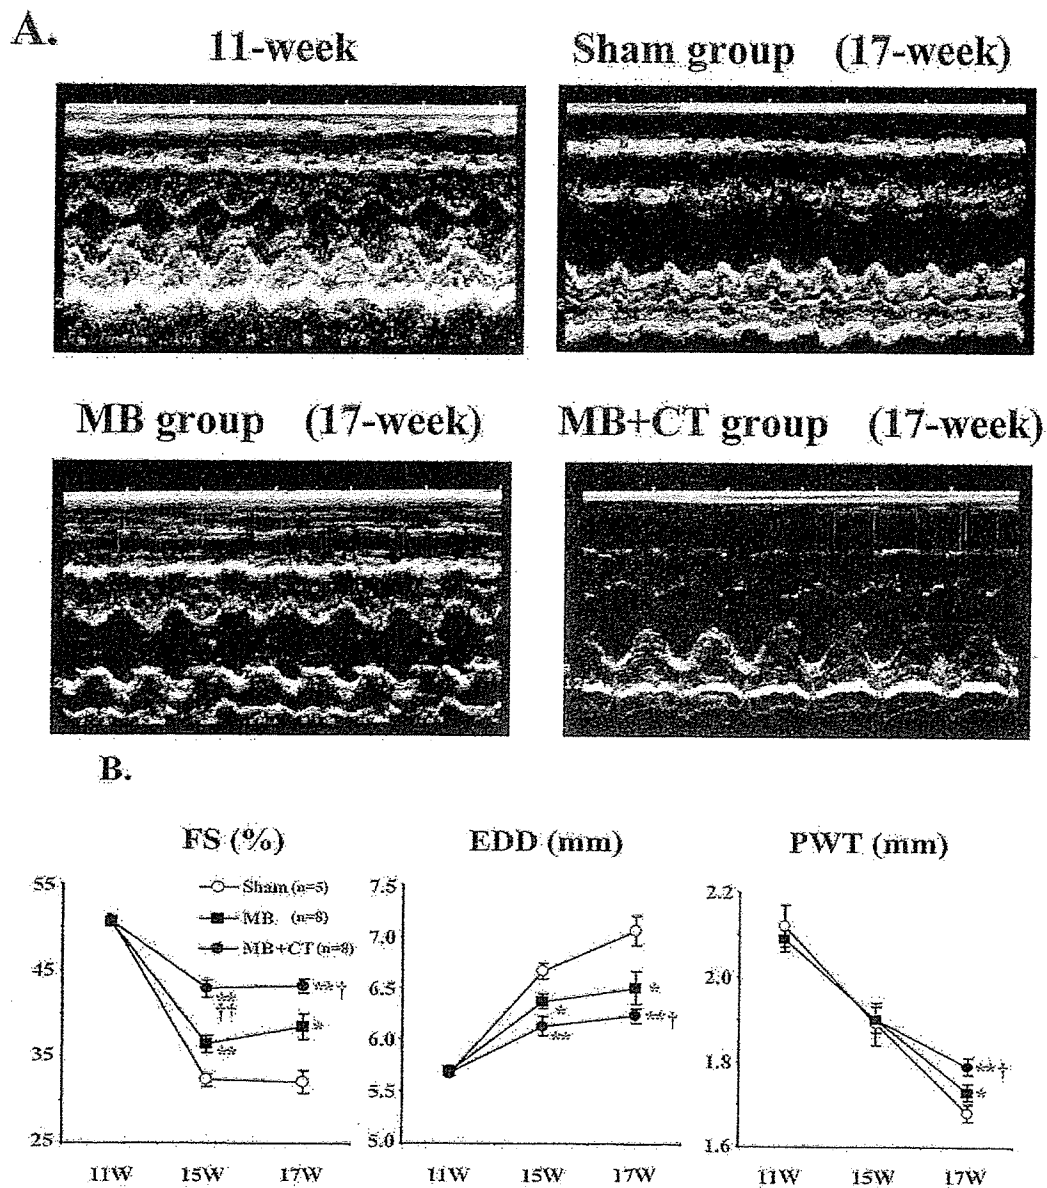 A.
11-week
Sham group (17-week)
MB group (17-week)
MB+CT group (17-week)
B.
FS (%)
EDD (mm)
PWT (mm)
55
45
35
25
Sham (n=5)
MB (n=8)
MB+CT (n=8)
**
††
**†
**
*
11W
15W
17W
7.5
7.0
6.5
6.0
5.5
5.0
*
**
*
**†
11W
15W
17W
2.2
2.0
1.8
1.6
**†
*
11W
15W
17W